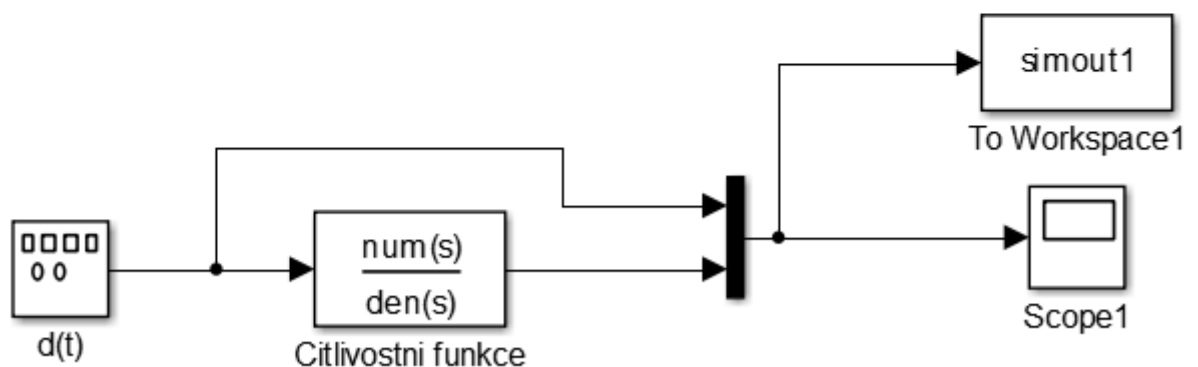 simout1
To Workspace1
num(s)
den(s)
d(t)
Citlivostni funkce
Scope1